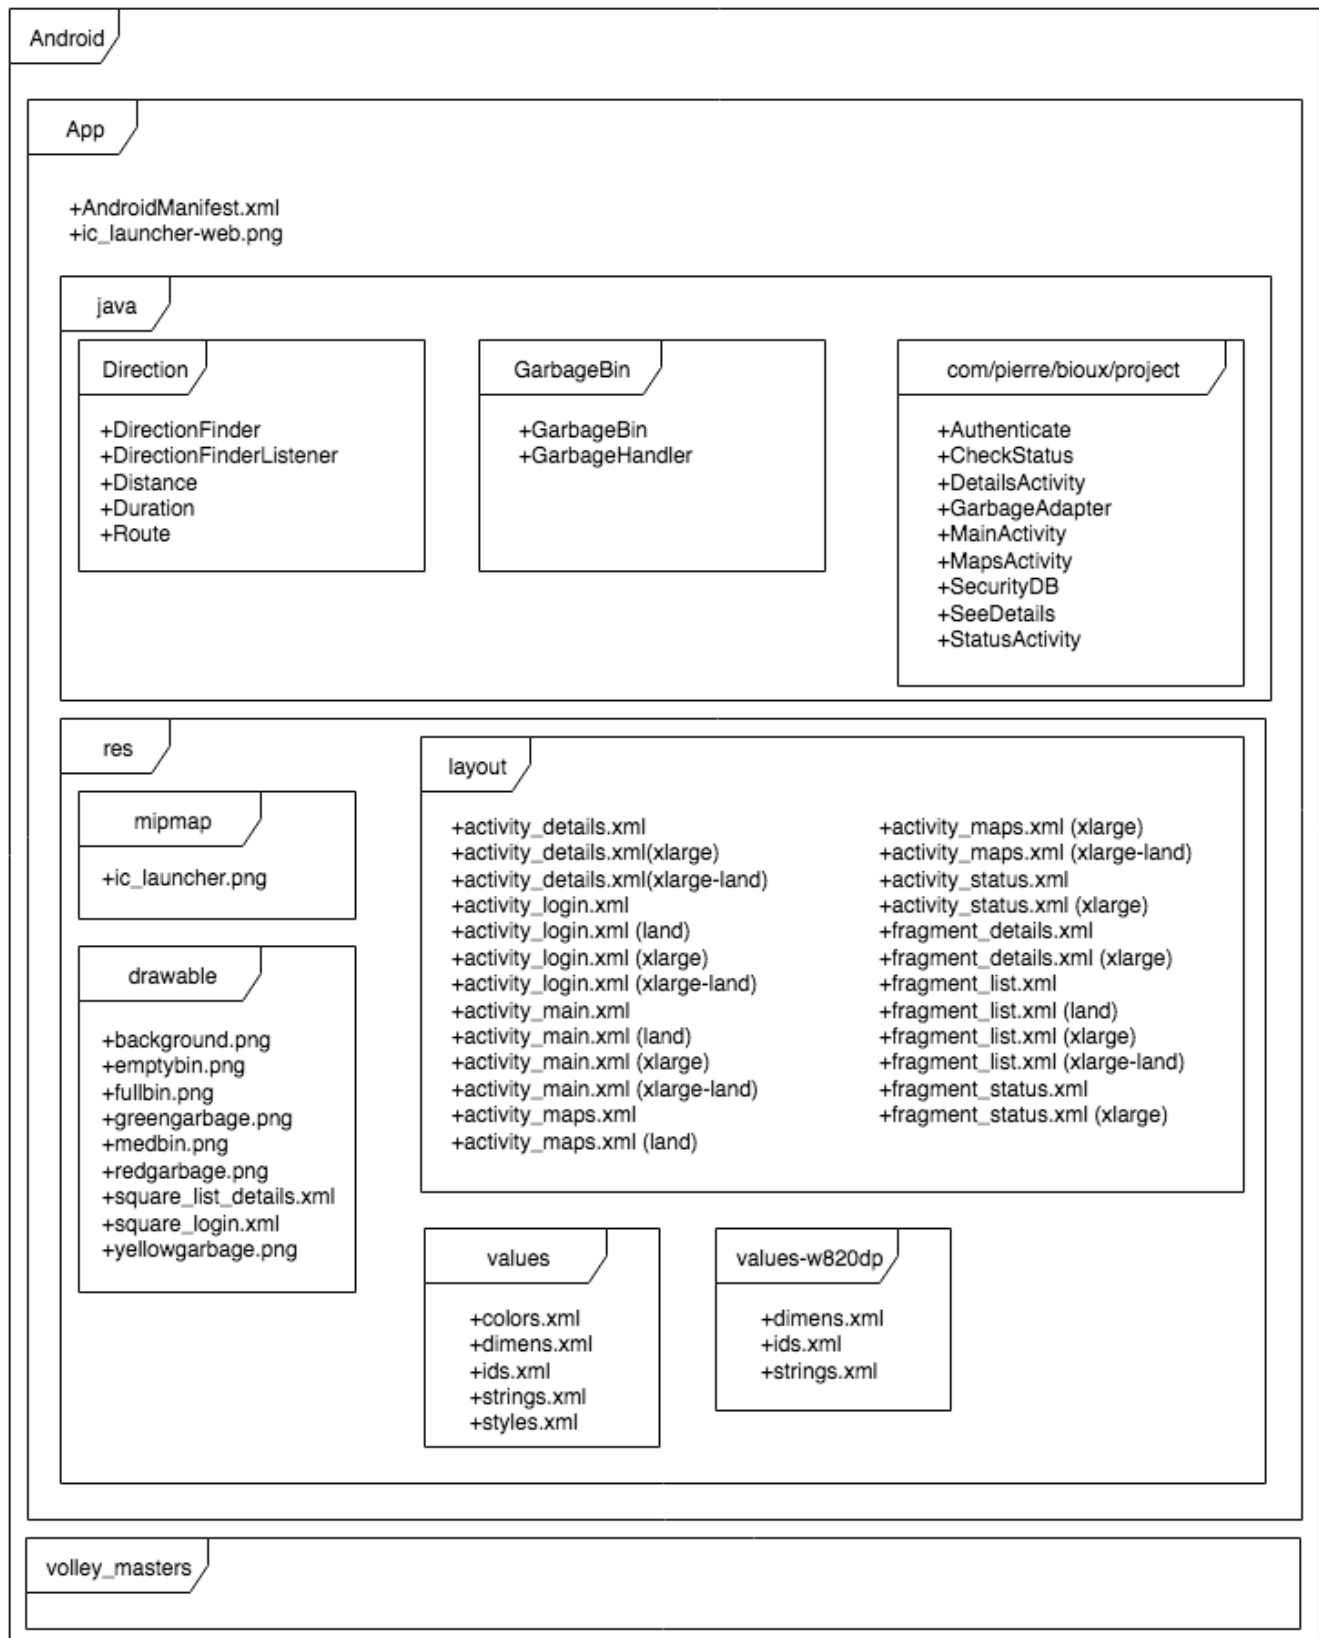 Android
App
+AndroidManifest.xml
+ic_launcher-web.png
java
Direction
+DirectionFinder
+DirectionFinderListener
+Distance
+Duration
+Route
GarbageBin
+GarbageBin
+GarbageHandler
com/pierre/bioux/project
+Authenticate
+CheckStatus
+DetailsActivity
+GarbageAdapter
+MainActivity
+MapsActivity
+SecurityDB
+SeeDetails
+StatusActivity
res
mipmap
+ic_launcher.png
drawable
+background.png
+emptybin.png
+fullbin.png
+greengarbage.png
+medbin.png
+redgarbage.png
+square_list_details.xml
+square_login.xml
+yellowgarbage.png
layout
+activity_details.xml
+activity_details.xml(xlarge)
+activity_details.xml(xlarge-land)
+activity_login.xml
+activity_login.xml (land)
+activity_login.xml (xlarge)
+activity_login.xml (xlarge-land)
+activity_main.xml
+activity_main.xml (land)
+activity_main.xml (xlarge)
+activity_main.xml (xlarge-land)
+activity_maps.xml
+activity_maps.xml (land)
+activity_maps.xml (xlarge)
+activity_maps.xml (xlarge-land)
+activity_status.xml
+activity_status.xml (xlarge)
+fragment_details.xml
+fragment_details.xml (xlarge)
+fragment_list.xml
+fragment_list.xml (land)
+fragment_list.xml (xlarge)
+fragment_list.xml (xlarge-land)
+fragment_status.xml
+fragment_status.xml (xlarge)
values
+colors.xml
+dimens.xml
+ids.xml
+strings.xml
+styles.xml
values-w820dp
+dimens.xml
+ids.xml
+strings.xml
volley_masters